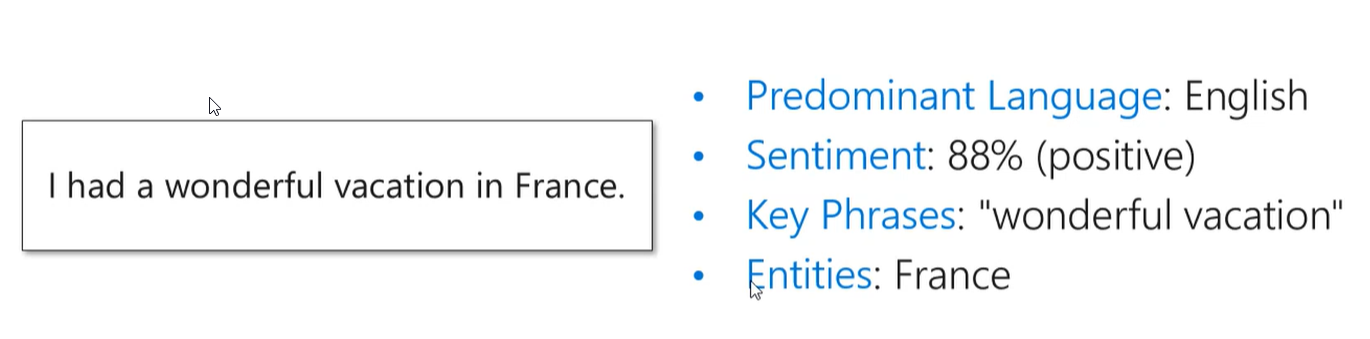 I had a wonderful vacation in France.
• Predominant Language: English
• Sentiment: 88% (positive)
• Key Phrases: "wonderful vacation"
• Entities: France